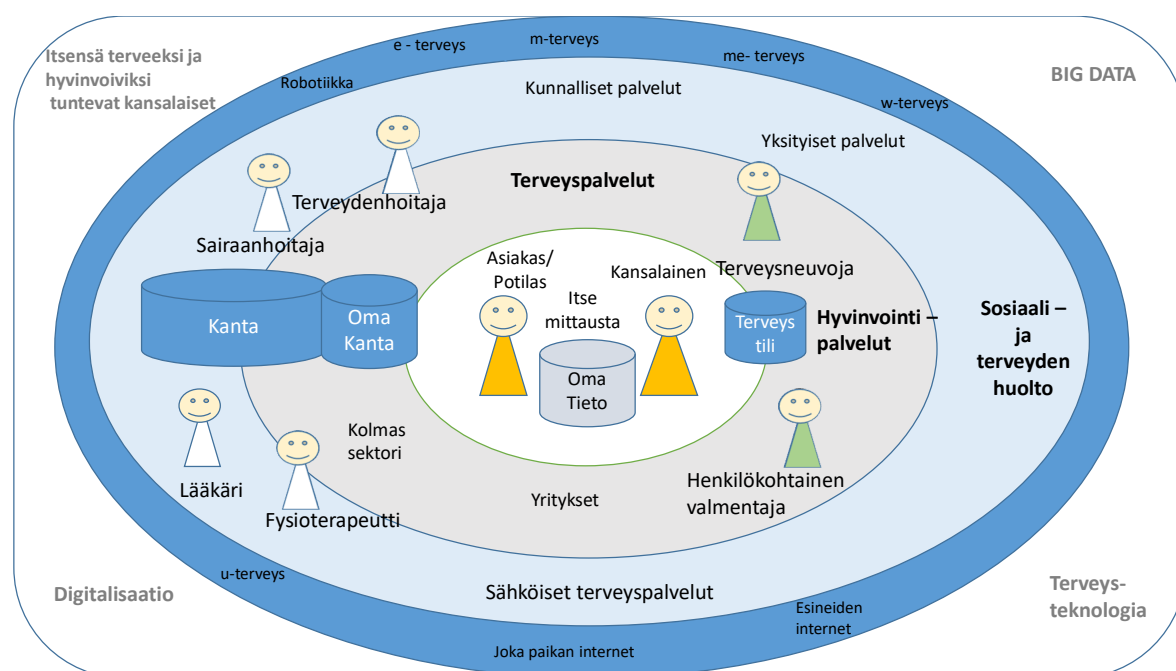 Itsensä terveeksi ja
hyvinvoiviksi
tuntevat kansalaiset
e - terveys
m-terveys
me- terveys
BIG DATA
Robotiikka
Kunnalliset palvelut
w-terveys
Yksityiset palvelut
Terveyspalvelut
Terveydenhoitaja
Sairaanhoitaja
Asiakas/
Potilas
Kansalainen
Terveysneuvoja
Itse
mittausta
Kanta
Oma
Kanta
Terveys
tili
Hyvinvointi –
palvelut
Sosiaali –
ja
terveyden
huolto
Oma
Tieto
Kolmas
sektori
Lääkäri
Fysioterapeutti
Yritykset
Henkilökohtainen
valmentaja
u-terveys
Digitalisaatio
Sähköiset terveyspalvelut
Esineiden
internet
Terveys-
teknologia
Joka paikan internet